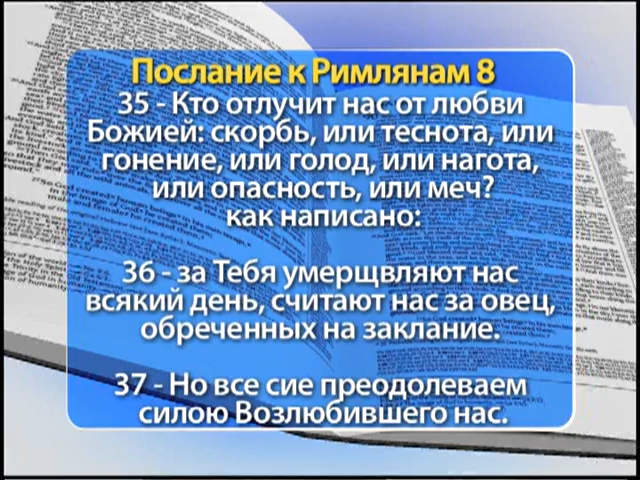 Послание к Римлянам 8
35 - Кто отлучит нас от любви
Божией: скорбь, или теснота, или
гонение, или голод, или нагота,
или опасность, или меч?
как написано:
36 - за Тебя умерщвляют нас
всякий день, считают нас за овец,
обреченных на заклание.
37 - Но все сие преодолеваем
силою Возлюбившего нас.